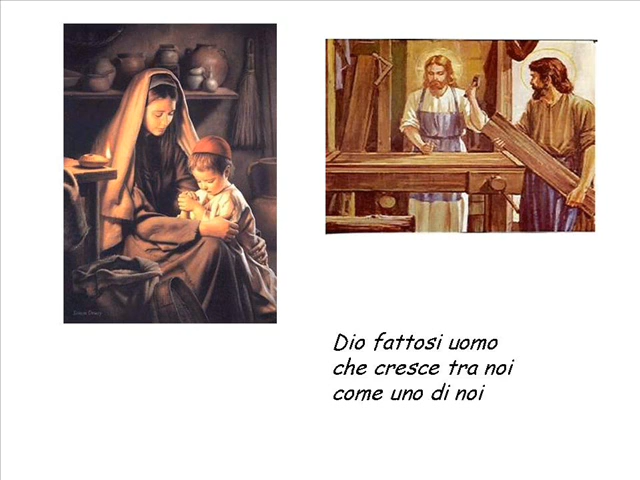 Dio fattosi uomo
che cresce tra noi
come uno di noi